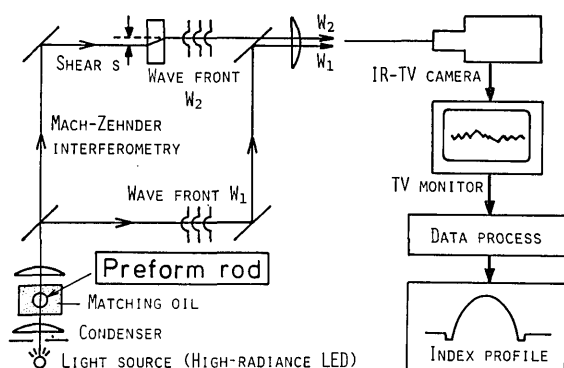 SHEAR S
WAVE FRONT
W2
W2
W1
IR-TV CAMERA
MACH-ZEHNDER
INTERFEROMETRY
WAVE FRONT W1
TV MONITOR
DATA PROCESS
Preform rod
MATCHING OIL
CONDENSER
LIGHT SOURCE (HIGH-RADIANCE LED)
INDEX PROFILE